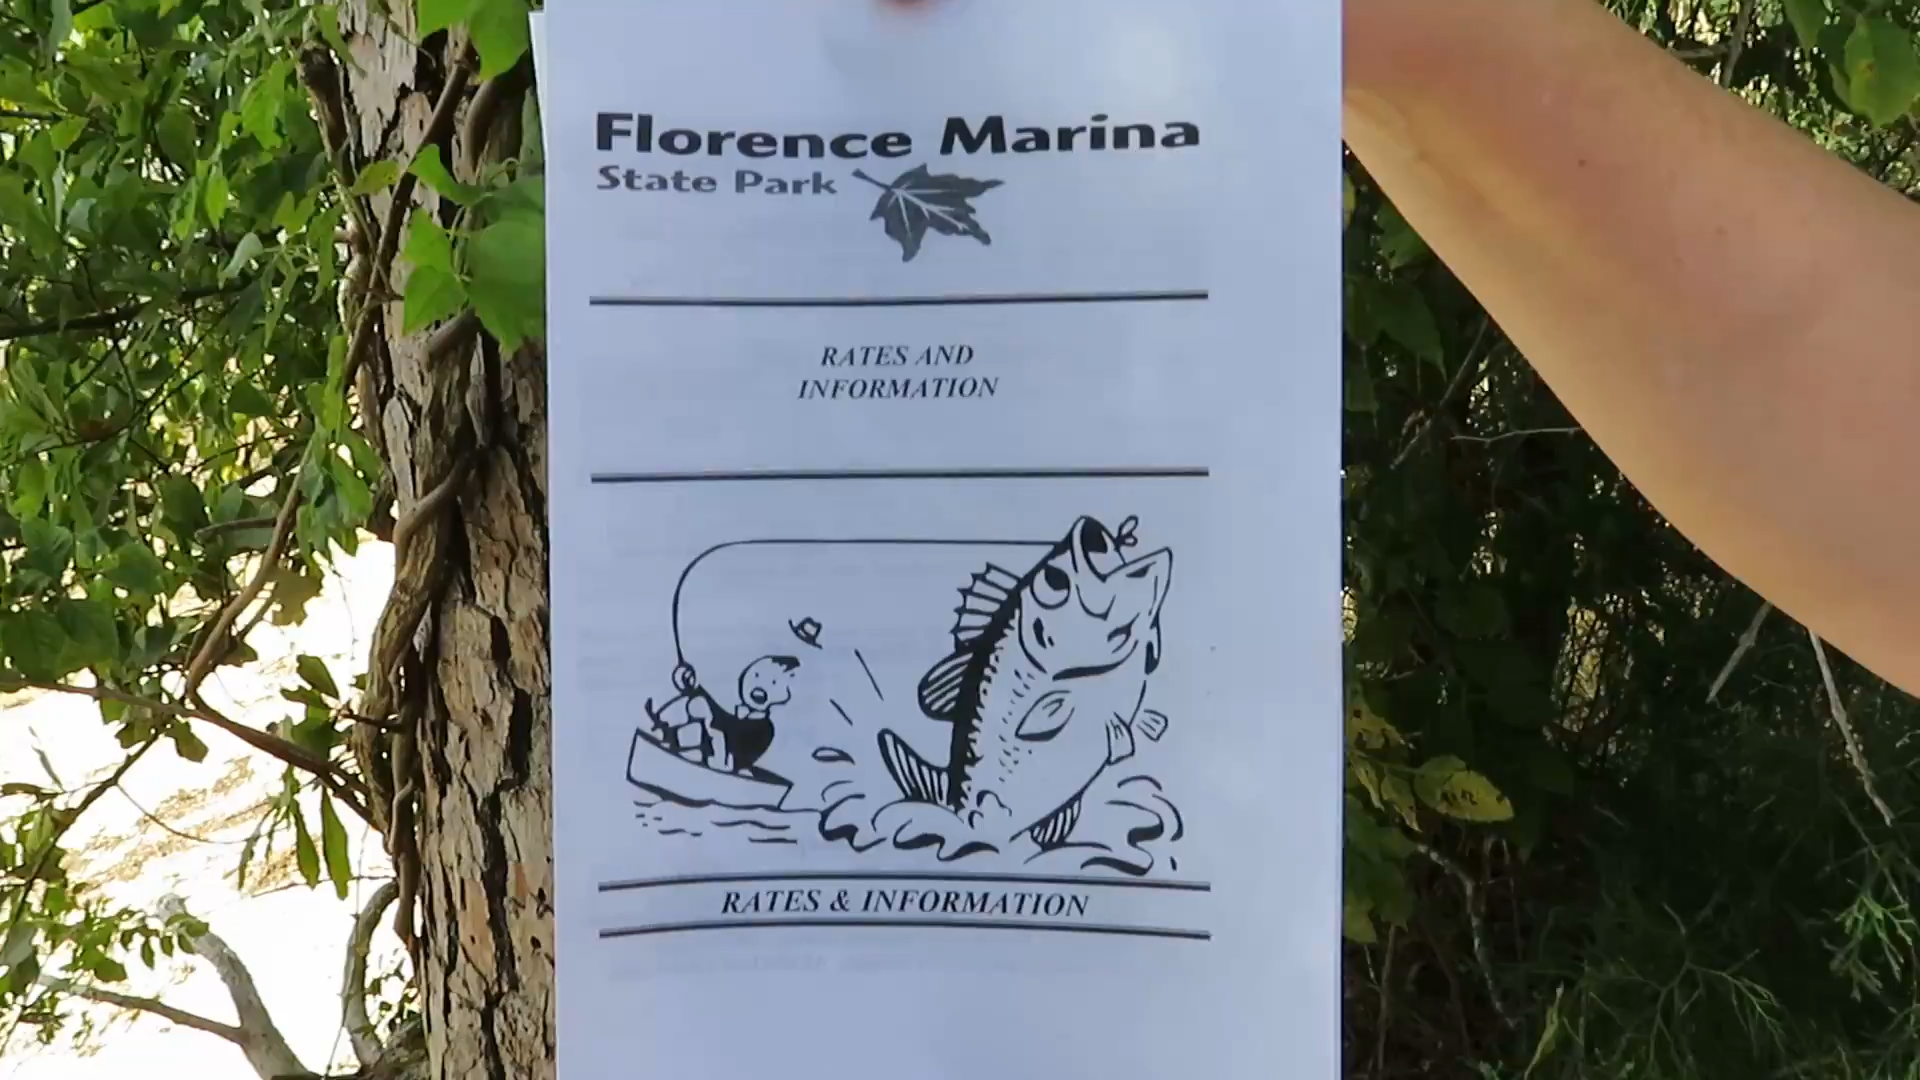 Florence Marina
State Park
RATES AND
INFORMATION
RATES & INFORMATION